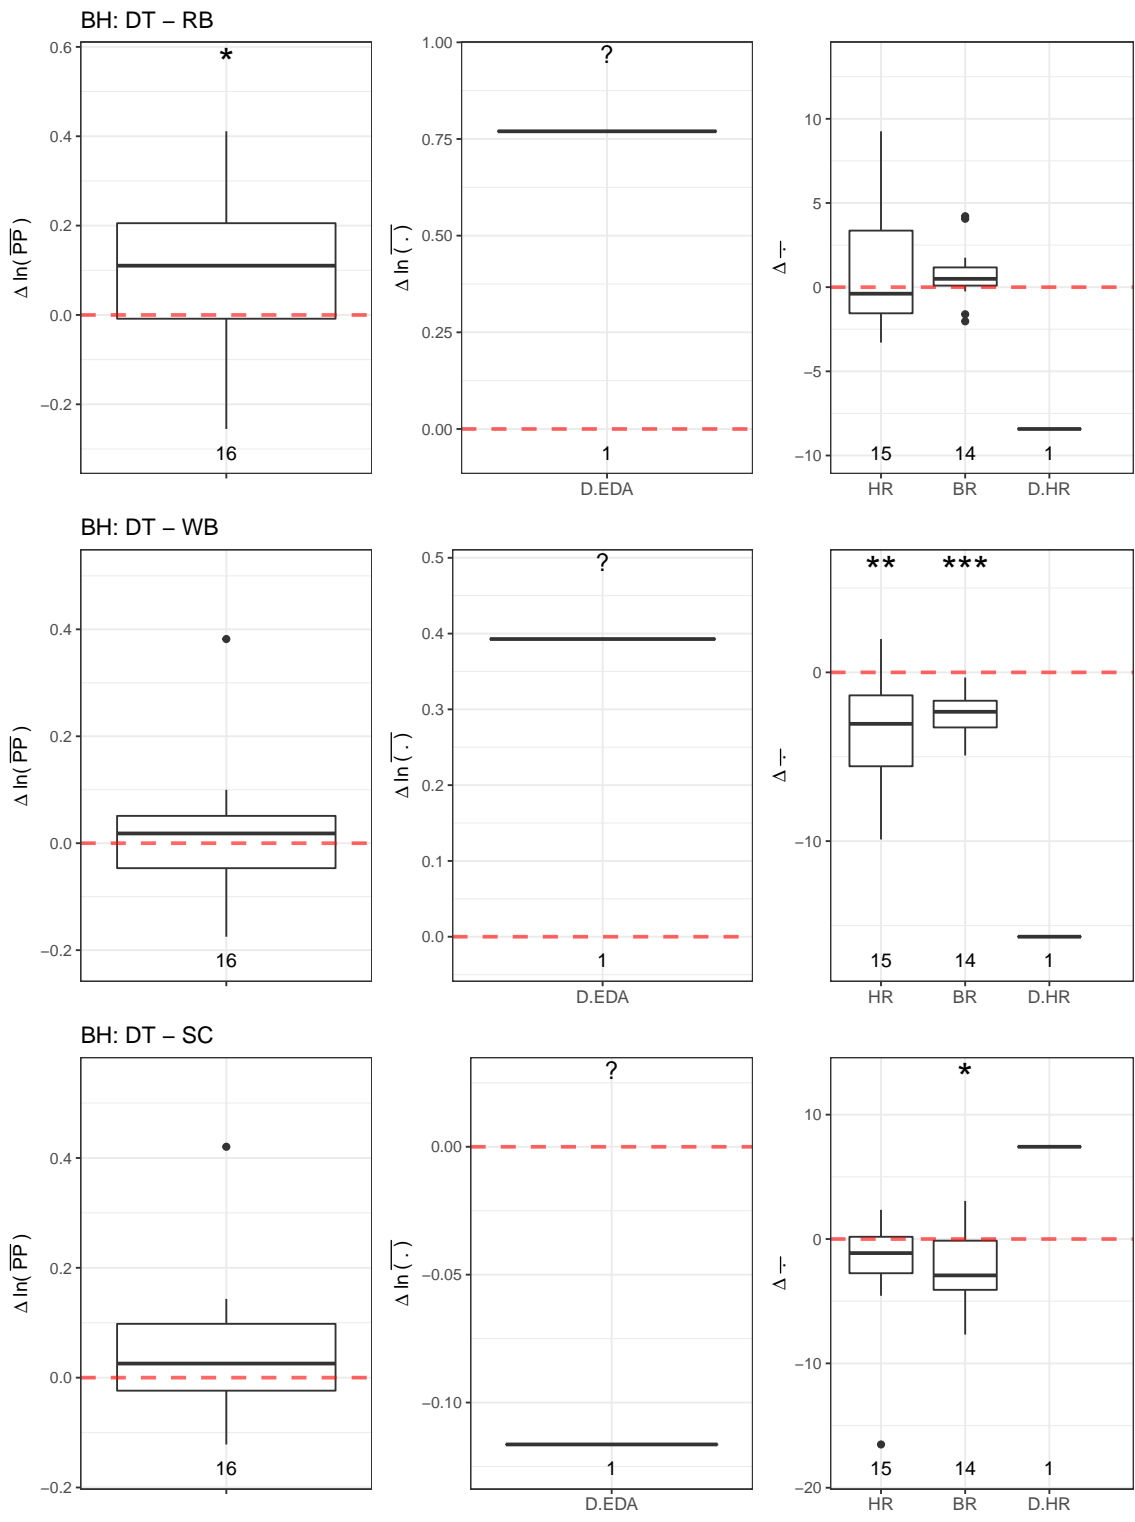 BH: DT − RB
*
0.6
0.4
0.2
0.0
−0.2
Δ ln( PP )
16
?
1.00
0.75
0.50
0.25
0.00
Δ ln ( . )
1
D.EDA
10
5
0
−5
−10
Δ .
15 14 1
HR BR D.HR
BH: DT − WB
0.4
0.2
0.0
−0.2
Δ ln( PP )
16
?
0.5
0.4
0.3
0.2
0.1
0.0
Δ ln ( . )
1
D.EDA
** ***
0
−10
Δ .
15 14 1
HR BR D.HR
BH: DT − SC
0.4
0.2
0.0
−0.2
Δ ln( PP )
16
?
0.00
−0.05
−0.10
Δ ln ( . )
1
D.EDA
*
10
0
−10
−20
Δ .
15 14 1
HR BR D.HR